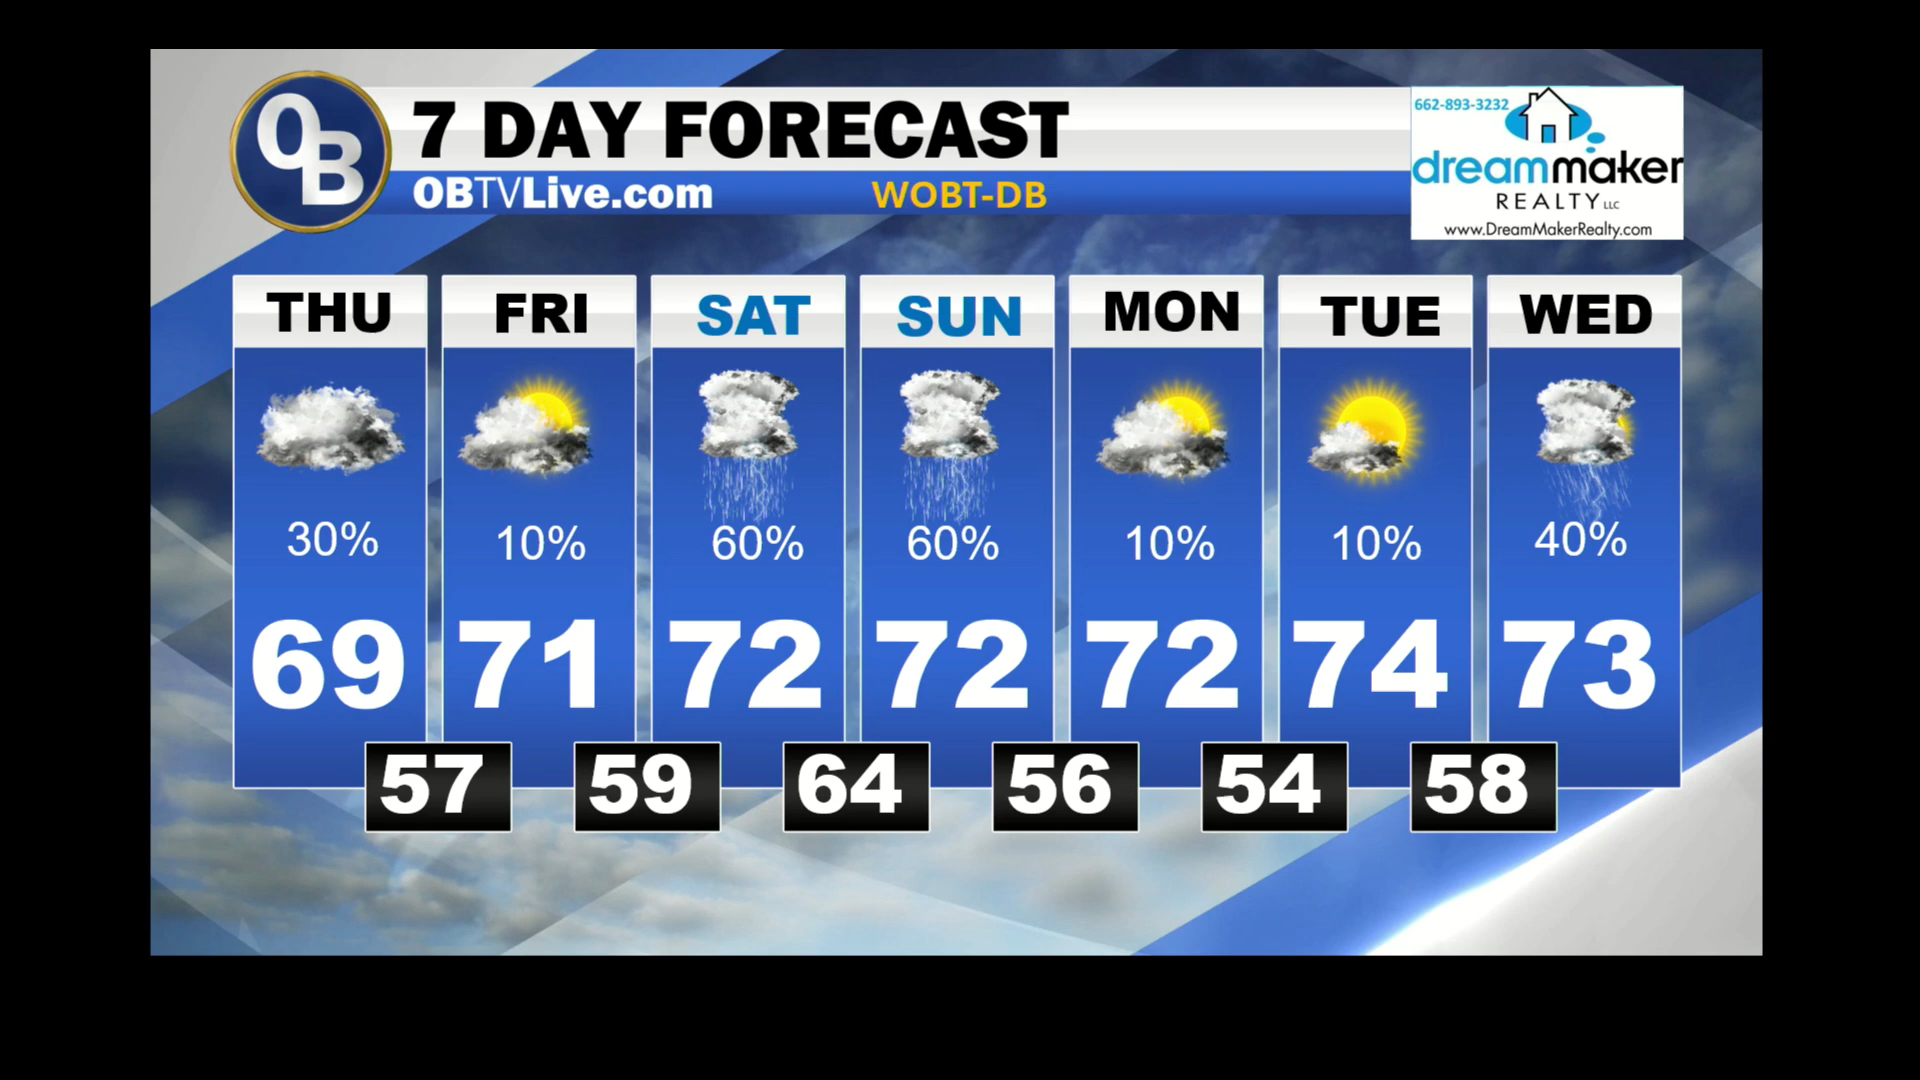 OB
7 DAY FORECAST
OBTVLive.com WOBT-DB
662-893-3232
dreammaker
REALTY LLC
www.DreamMakerRealty.com
THU FRI SAT SUN MON TUE WED
30% 10% 60% 60% 10% 10% 40%
69 71 72 72 72 74 73
57 59 64 56 54 58